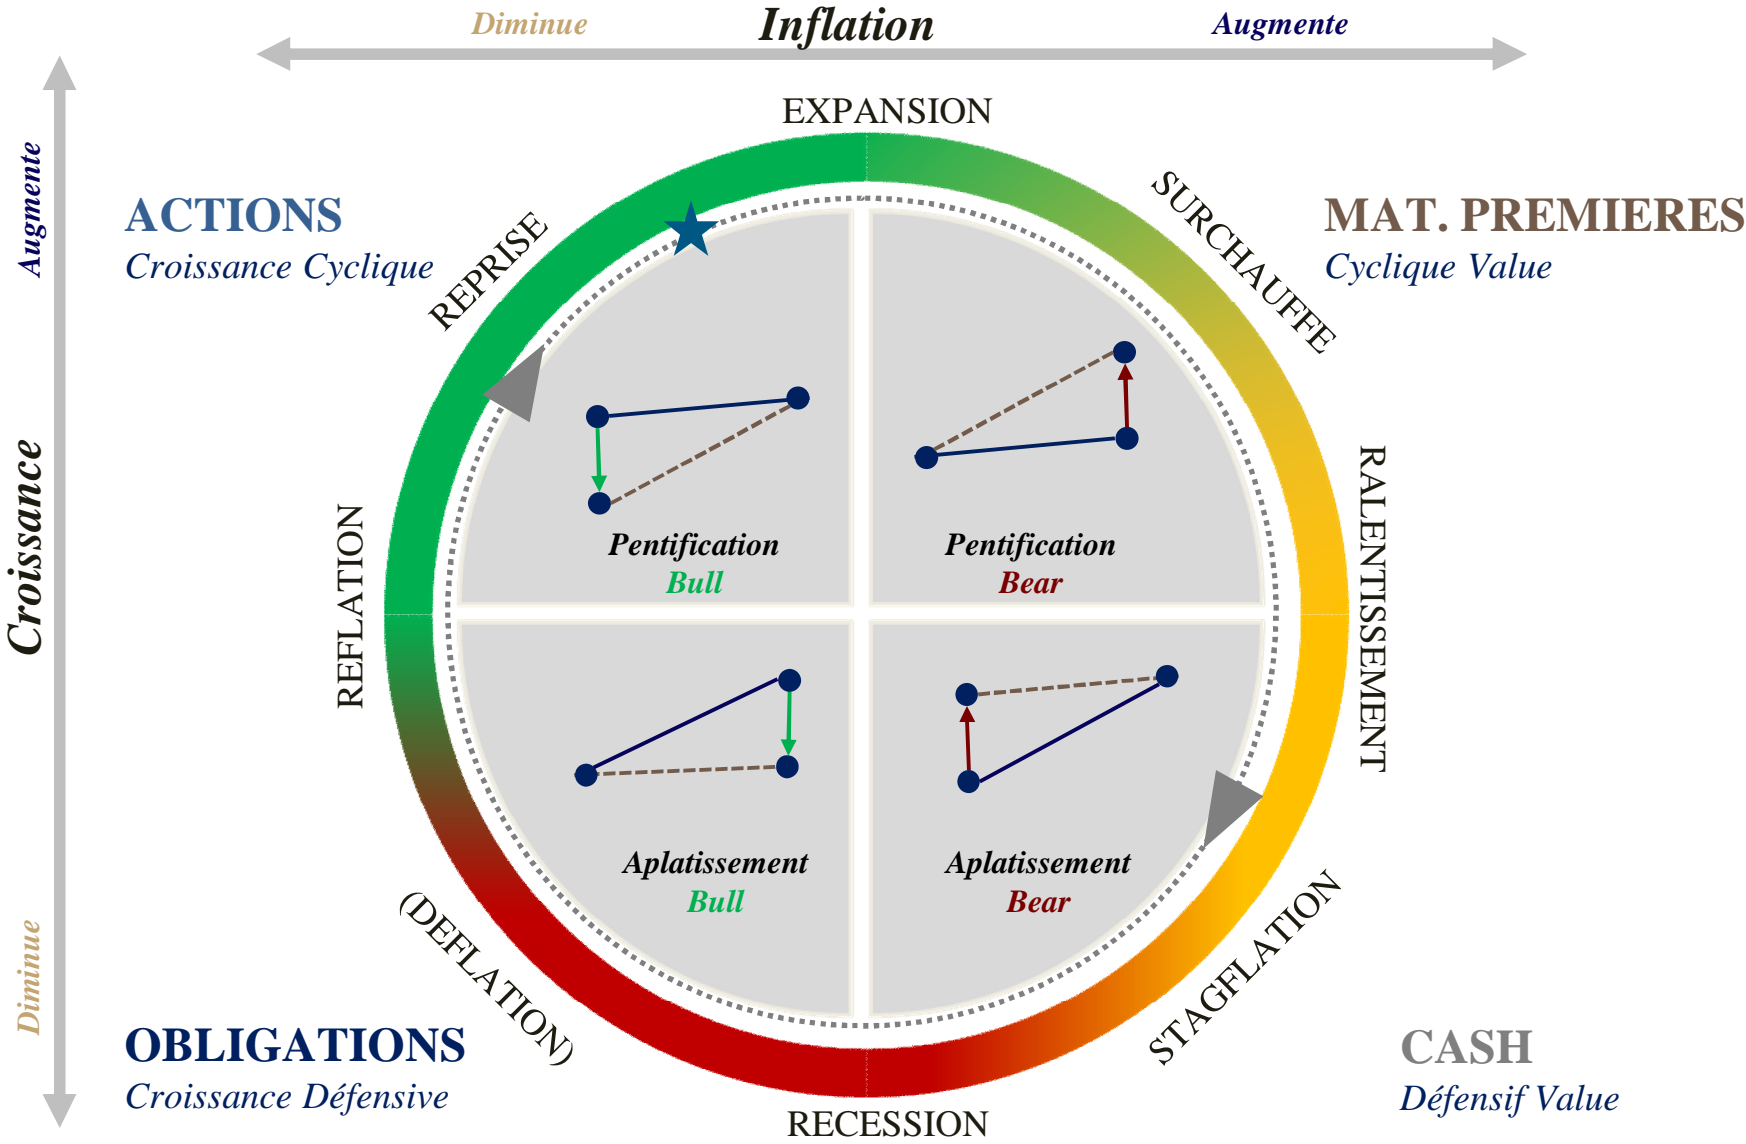 Diminue
Inflation
Augmente
EXPANSION
Augmente
Croissance
Diminue
ACTIONS
Croissance Cyclique
REPRISE
SURCHAUFFE
MAT. PREMIERES
Cyclique Value
REFLATION
RALENTISSEMENT
Pentification
Bull
Pentification
Bear
Aplatissement
Bull
Aplatissement
Bear
(DEFLATION)
STAGFLATION
OBLIGATIONS
Croissance Défensive
RECESSION
CASH
Défensif Value